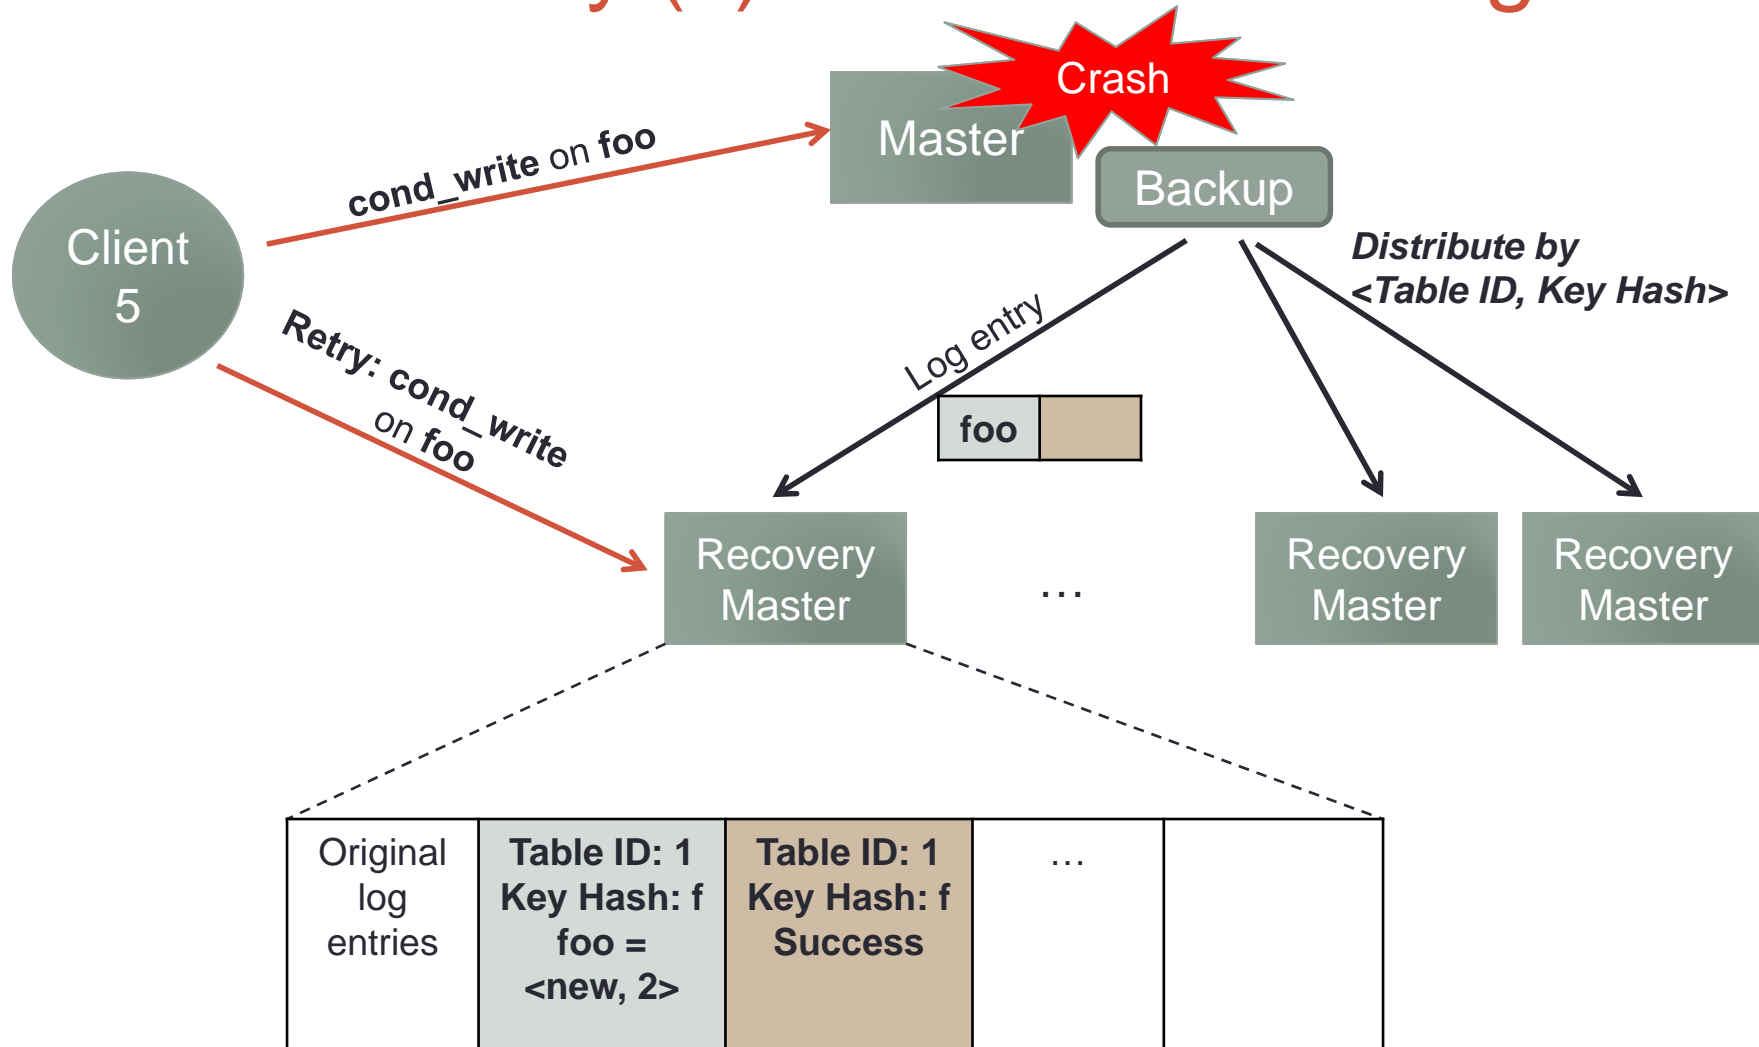 Crash
Master
Backup
cond_write on foo
Client
5
Distribute by
<Table ID, Key Hash>
Retry: cond_write
on foo
Log entry
foo
Recovery
Master
…
Recovery
Master
Recovery
Master
Original
log
entries
Table ID: 1
Key Hash: f
foo =
<new, 2>
Table ID: 1
Key Hash: f
Success
…